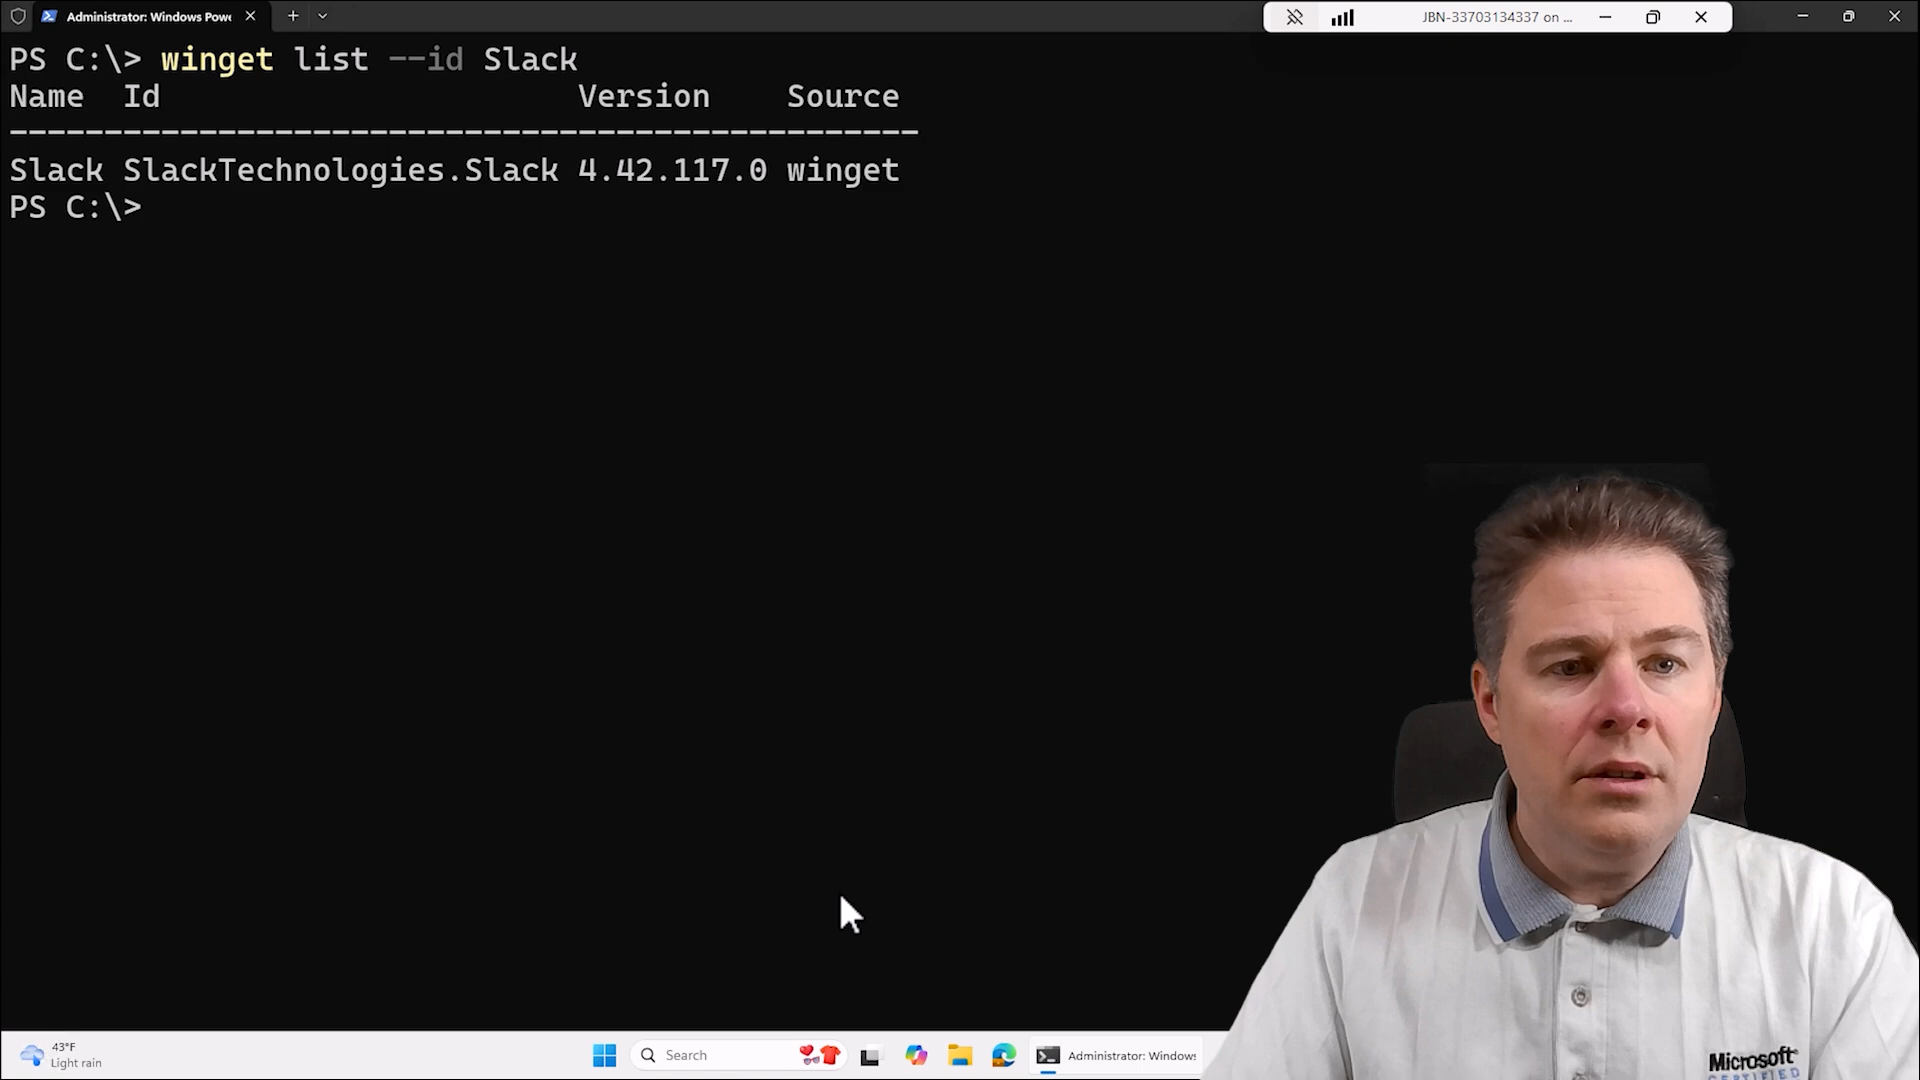 Administrator: Windows Powe
JBN-33703134337 on ...
PS C:\> winget list --id Slack
Name Id Version Source
------------------------------------------------
Slack SlackTechnologies.Slack 4.42.117.0 winget
PS C:\>
43°F
Light rain
Search
Administrator: Windows
Microsoft
CERTIFIED